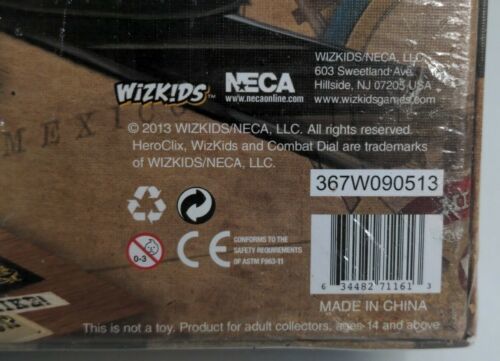 WIZKIDS/NECA, LLC
603 Sweetland Ave.
Hillside, NJ 07205 USA
www.wizkidsgames.com
WIZKIDS™
NECA
www.necaonline.com
MEXICO
© 2013 WIZKIDS/NECA, LLC. All rights reserved.
HeroClix, WizKids and Combat Dial are trademarks
of WIZKIDS/NECA, LLC.
367W090513
0-3
CE
CONFORMS TO THE
SAFETY REQUIREMENTS
OF ASTM F963-11
6 34482 71161 3
MADE IN CHINA
This is not a toy. Product for adult collectors, ages 14 and above